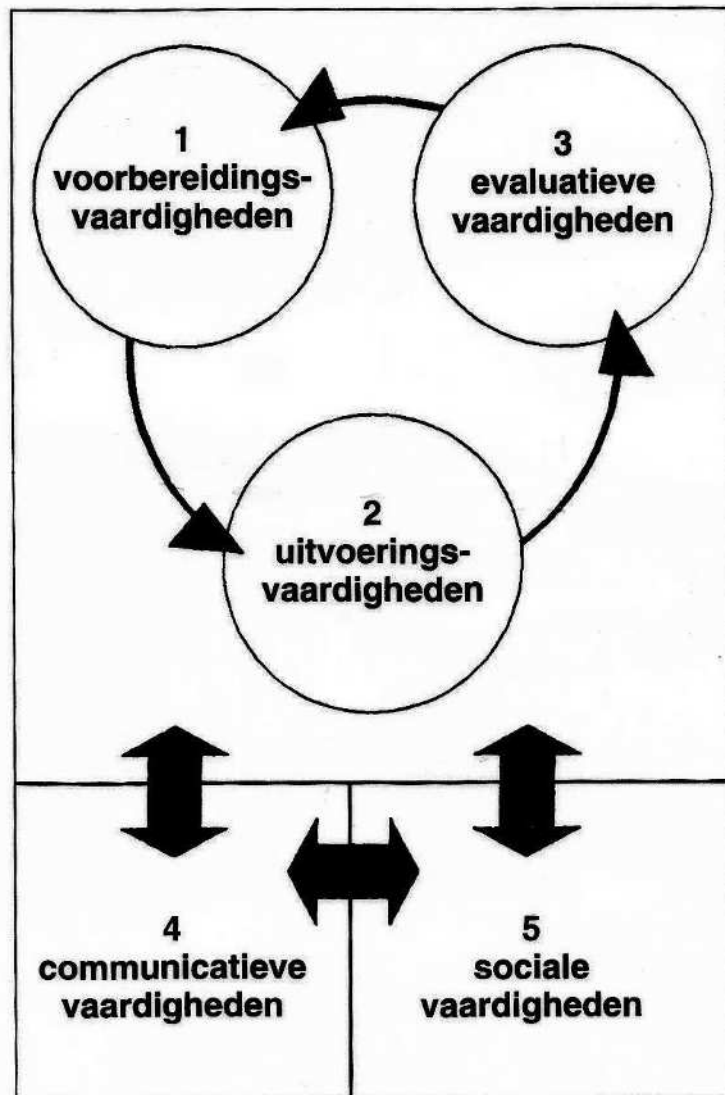 1
voorbereidings-
vaardigheden
3
evaluatieve
vaardigheden
2
uitvoerings-
vaardigheden
4
communicatieve
vaardigheden
5
sociale
vaardigheden